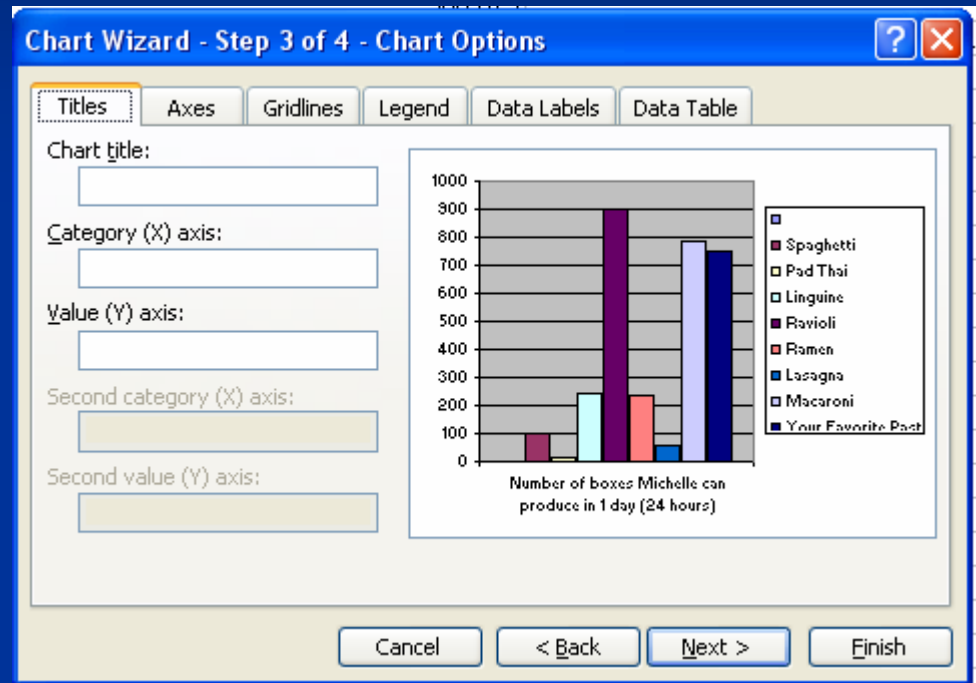 Chart Wizard - Step 3 of 4 - Chart Options
Titles Axes Gridlines Legend Data Labels Data Table
Chart title:
Category (X) axis:
Value (Y) axis:
Second category (X) axis:
Second value (Y) axis:
1000
900
800
700
600
500
400
300
200
100
0
Number of boxes Michelle can
produce in 1 day (24 hours)
Spaghetti
Pad Thai
Linguine
Ravioli
Ramen
Lasagna
Macaroni
Your Favorite Past
Cancel < Back Next > Finish